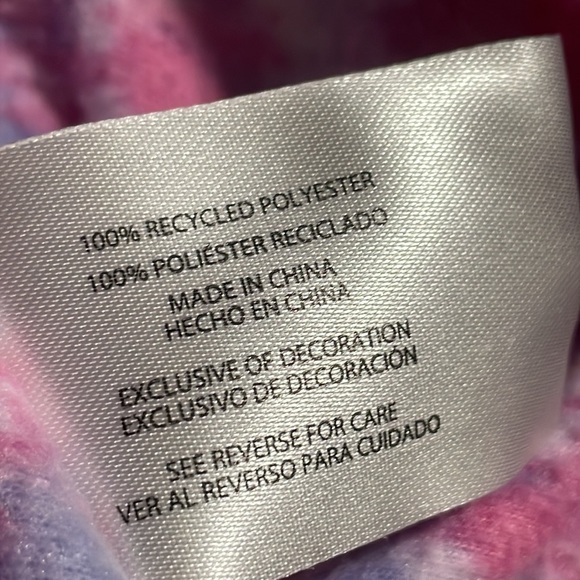 100% RECYCLED POLYESTER
100% POLIÉSTER RECICLADO
MADE IN CHINA
HECHO EN CHINA
EXCLUSIVE OF DECORATION
EXCLUSIVO DE DECORACIÓN
SEE REVERSE FOR CARE
VER AL REVERSO PARA CUIDADO